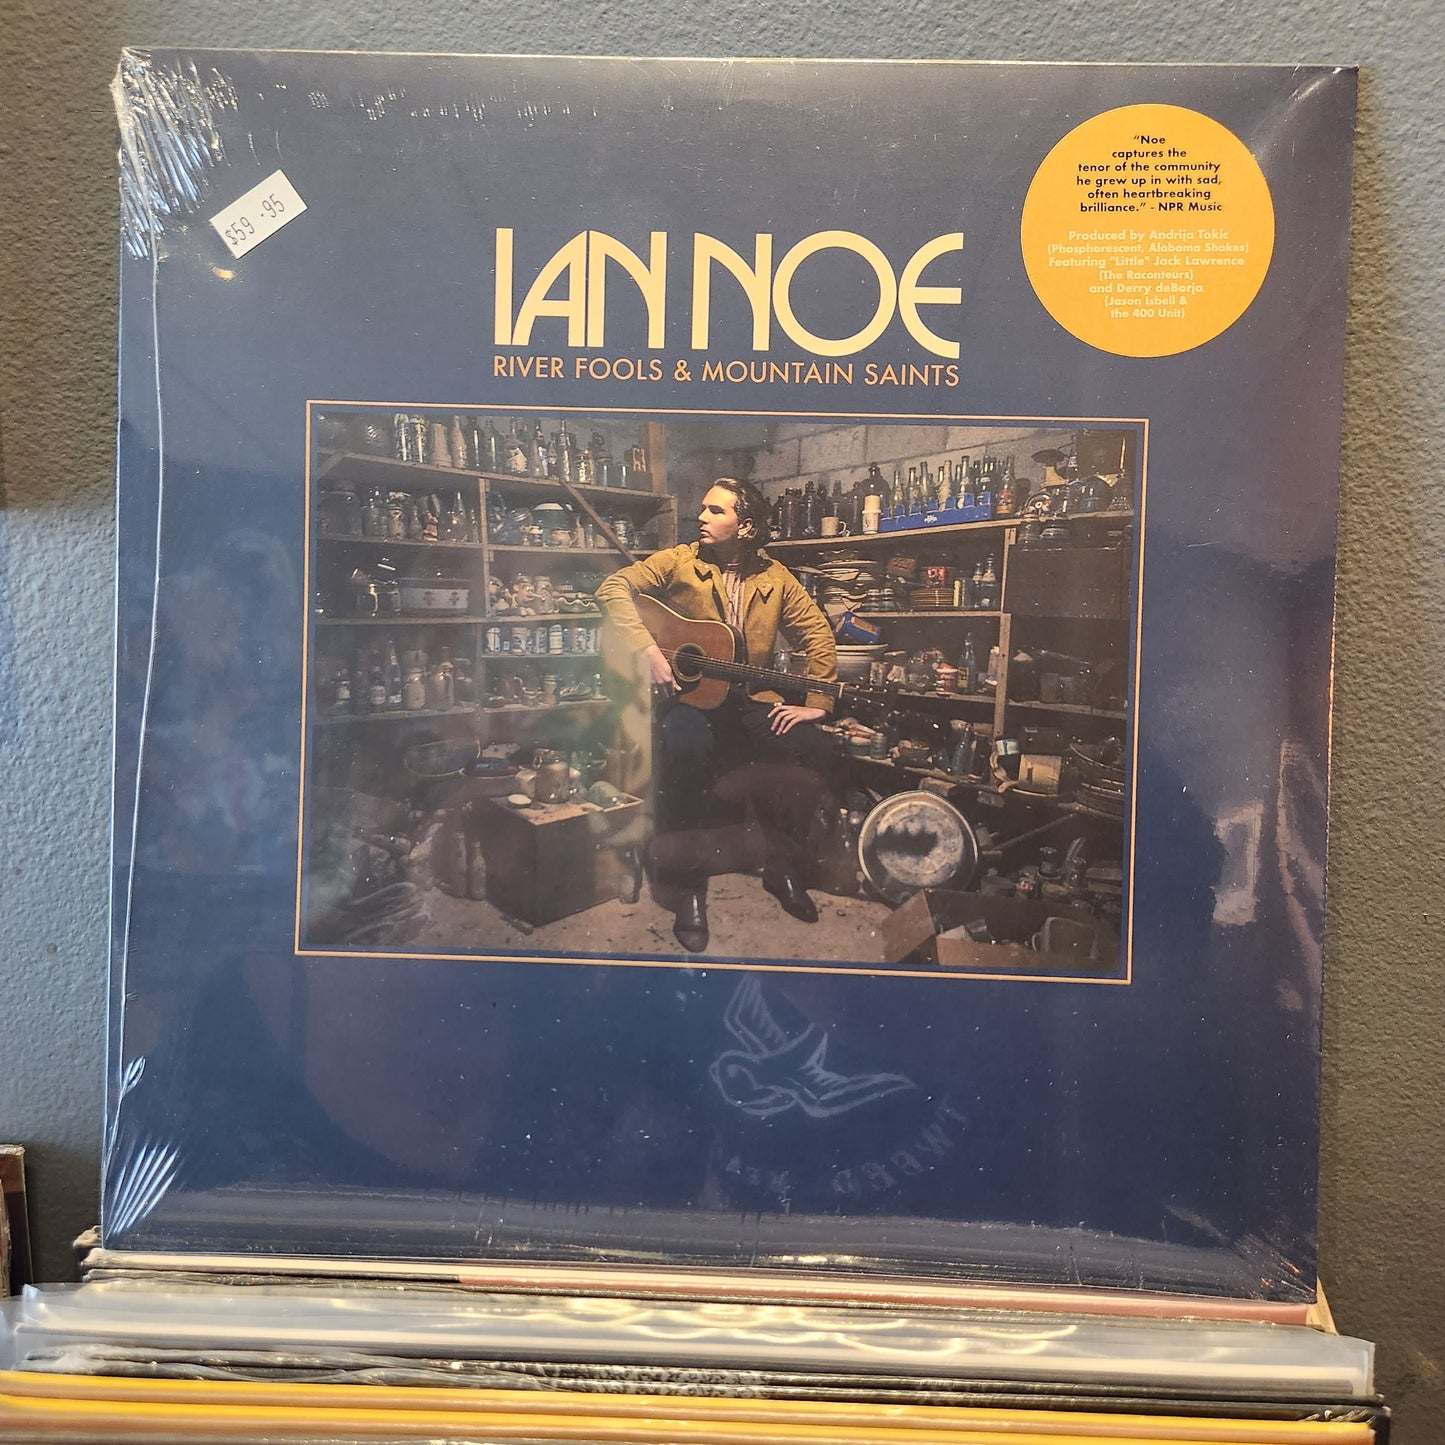 $59.95
IAN NOE
RIVER FOOLS & MOUNTAIN SAINTS
“Noe
captures the
tenor of the community
he grew up in with sad,
often heartbreaking
brilliance.” - NPR Music
Produced by Andrija Tokic
(Phosphorescent, Alabama Shakes)
Featuring "Little" Jack Lawrence
(The Raconteurs)
and Derry deBorja
(Jason Isbell &
the 400 Unit)